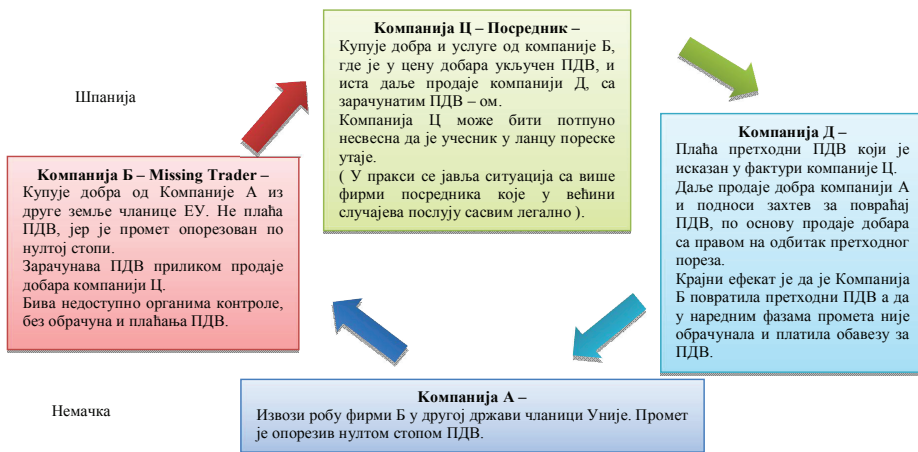 Компанија Ц – Посредник –
Купује добра и услуге од компаније Б,
где је у цену добара укључен ПДВ, и
иста даље продаје компанији Д, са
зарачунатим ПДВ – ом.
Компанија Ц може бити потпуно
несвесна да је учесник у ланцу пореске
утаје.
( У пракси се јавља ситуација са више
фирми посредника које у већини
случајева послују сасвим легално ).
Шпанија
Компанија Б – Missing Trader –
Купује добра од Компаније А из
друге земље чланице ЕУ. Не плаћа
ПДВ, јер је промет опорезован по
нултој стопи.
Зарачунава ПДВ приликом продаје
добара компанији Ц.
Бива недоступно органима контроле,
без обрачуна и плаћања ПДВ.
Компанија Д –
Плаћа претходни ПДВ који је
исказан у фактури компаније Ц.
Даље продаје добра компанији А
и подноси захтев за повраћај
ПДВ, по основу продаје добара
са правом на одбитак претходног
пореза.
Крајни ефекат је да је Компанија
Б повратила претходни ПДВ а да
у наредним фазама промета није
обрачунала и платила обавезу за
ПДВ.
Немачка
Компанија А –
Извози робу фирми Б у другој држави чланици Уније. Промет
је опорезив нултом стопом ПДВ.